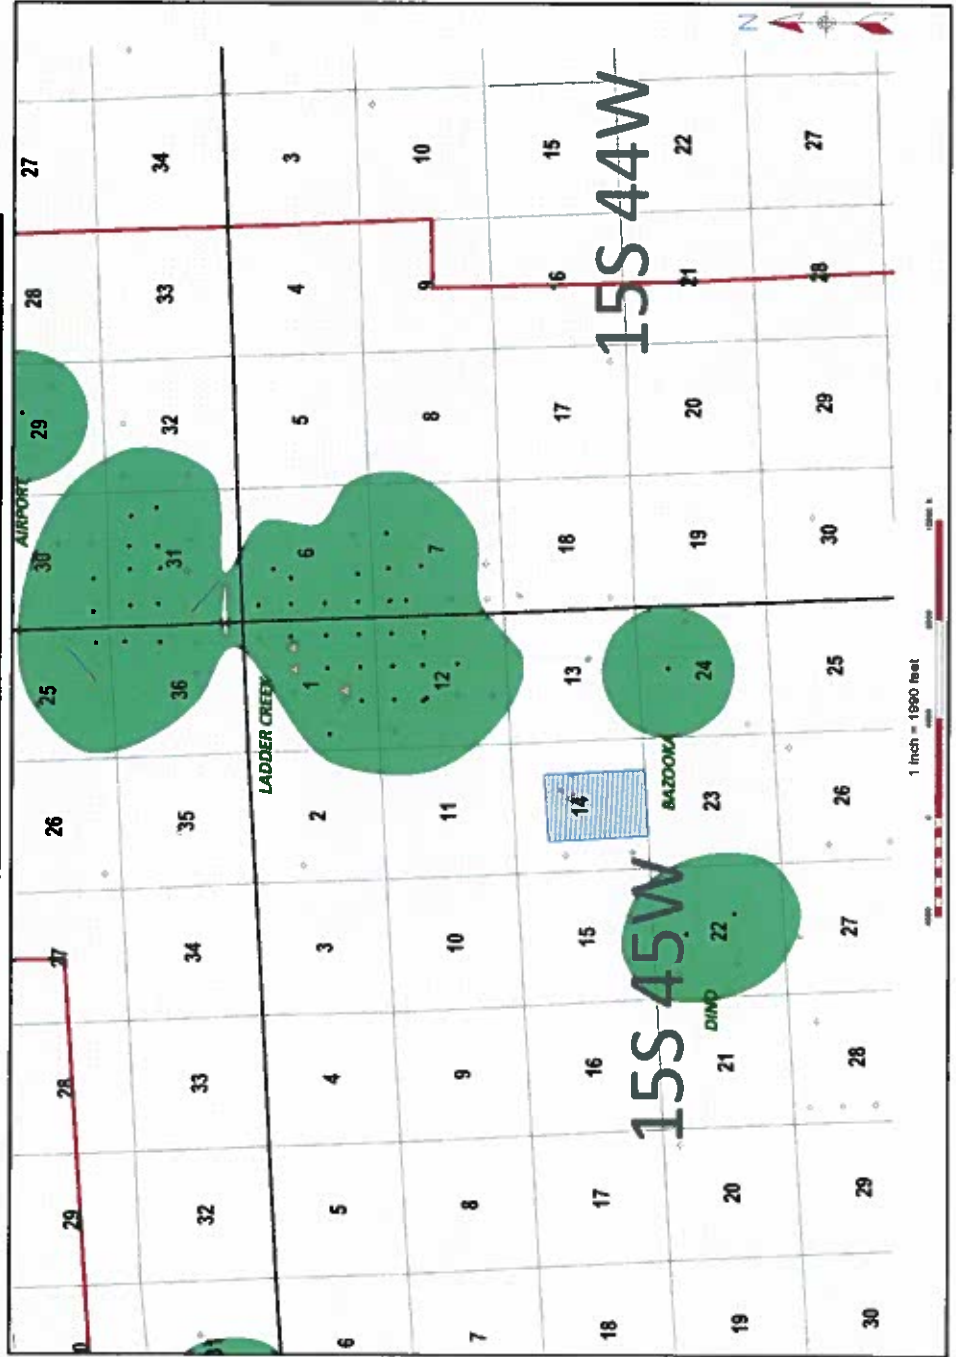 29 28 27 26 25 30 29 28 27
AIRPORT
31 32 33 34 35 36 31 32 33 34
LADDER CREEK
6 5 4 3 2 1 6 5 4 3
7 8 9 10 11 12 7 8 9 10
18 17 16 15 14 13 18 17 16 15
15S 45W 15S 44W
BAZOOKA
19 20 21 22 23 24 19 20 21 22
DINO
30 29 28 27 26 25 30 29 28 27
N
1 inch = 1990 feet